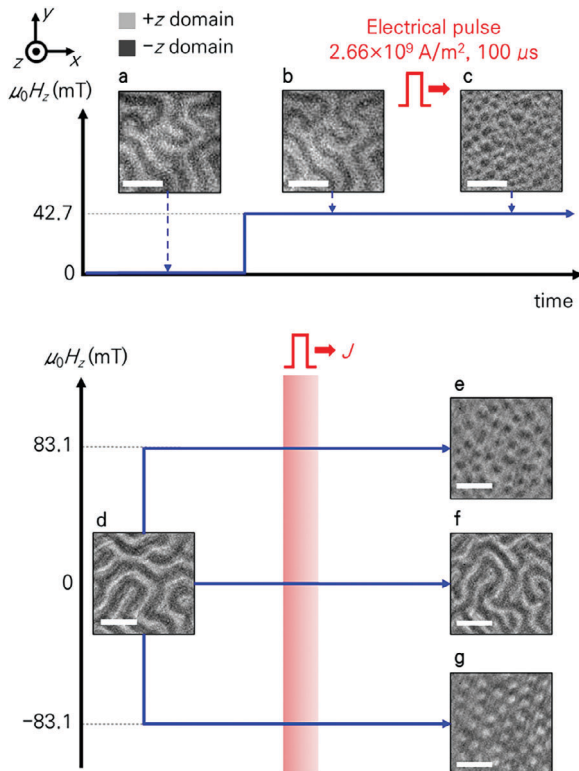 y
z
x
+z domain
−z domain
Electrical pulse
2.66×10⁹ A/m², 100 µs
a
b
c
µ₀H_z (mT)
42.7
0
time
µ₀H_z (mT)
J
e
83.1
d
f
0
g
−83.1